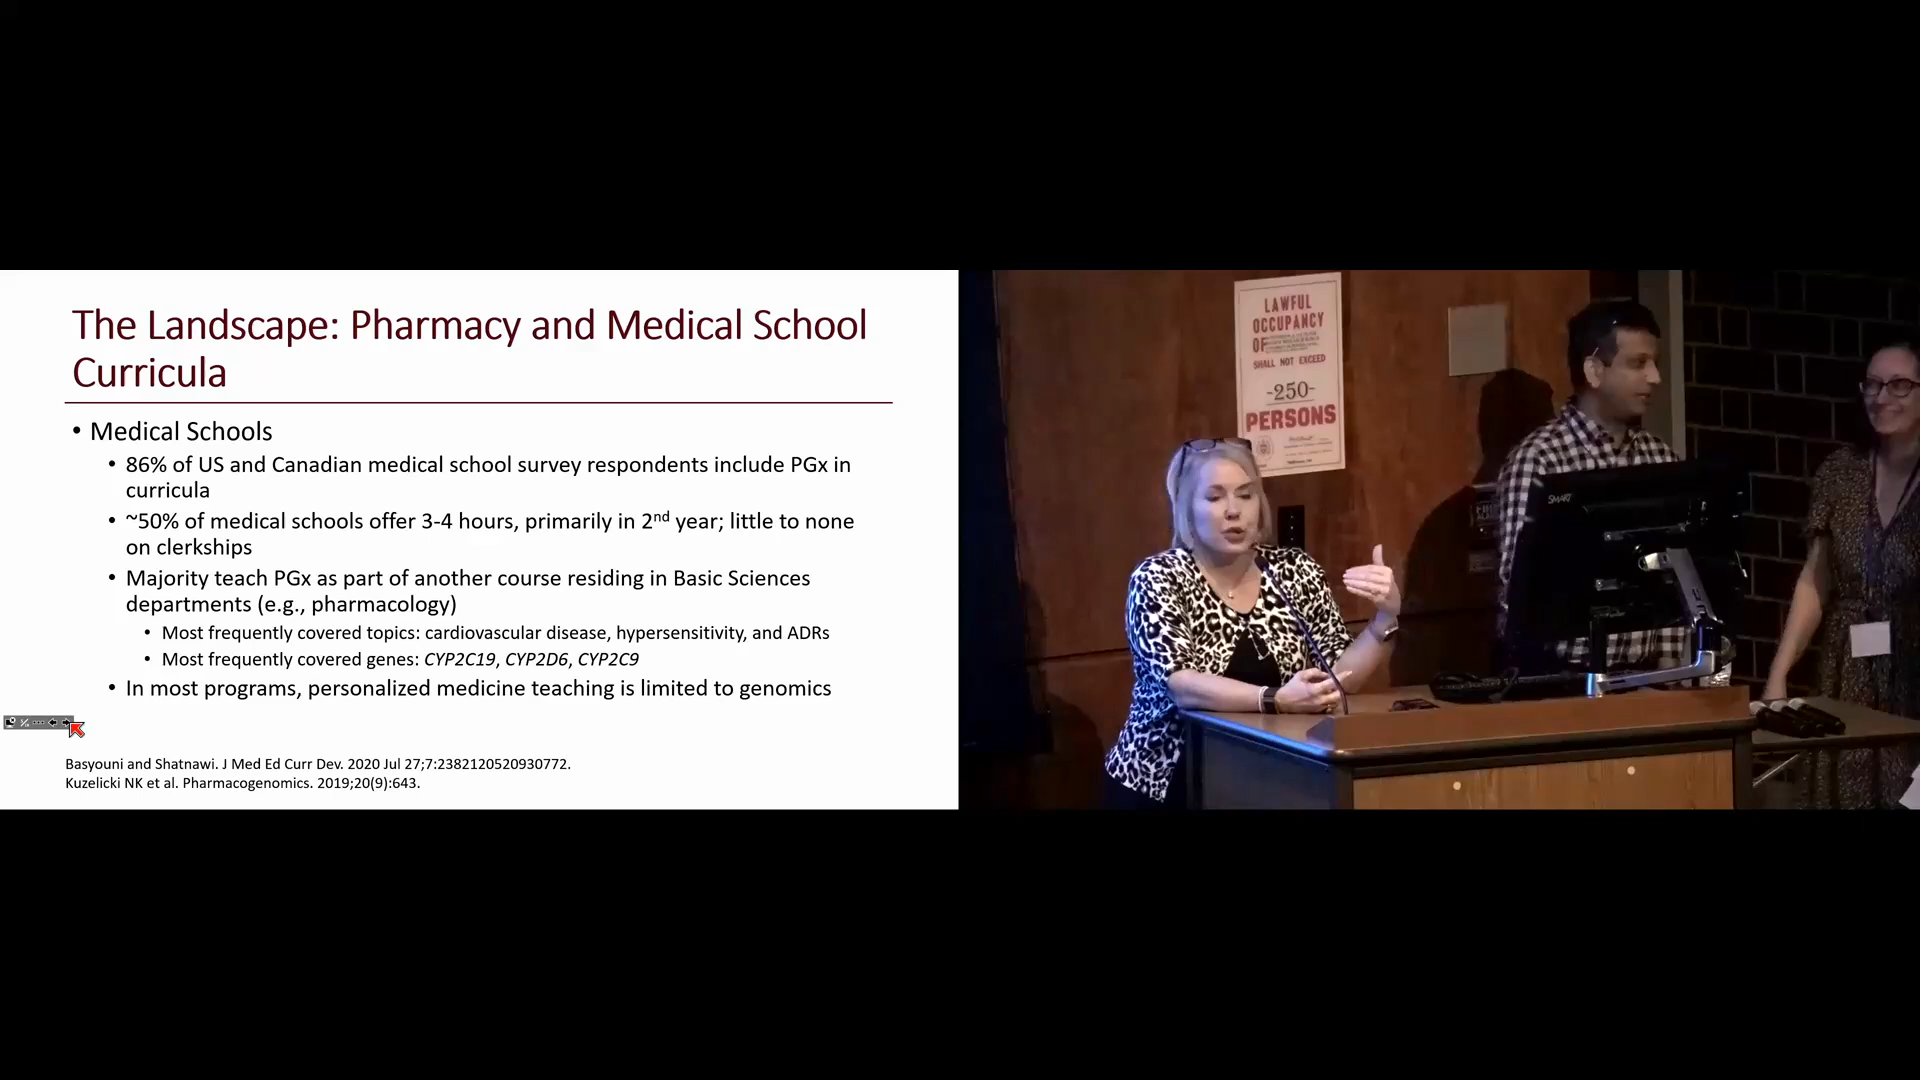 The Landscape: Pharmacy and Medical School
Curricula
• Medical Schools
• 86% of US and Canadian medical school survey respondents include PGx in
curricula
• ~50% of medical schools offer 3-4 hours, primarily in 2nd year; little to none
on clerkships
• Majority teach PGx as part of another course residing in Basic Sciences
departments (e.g., pharmacology)
• Most frequently covered topics: cardiovascular disease, hypersensitivity, and ADRs
• Most frequently covered genes: CYP2C19, CYP2D6, CYP2C9
• In most programs, personalized medicine teaching is limited to genomics
Basyouni and Shatnawi. J Med Ed Curr Dev. 2020 Jul 27;7:2382120520930772.
Kuzelicki NK et al. Pharmacogenomics. 2019;20(9):643.
LAWFUL
OCCUPANCY
OF
SHALL NOT EXCEED
-250-
PERSONS
SMART